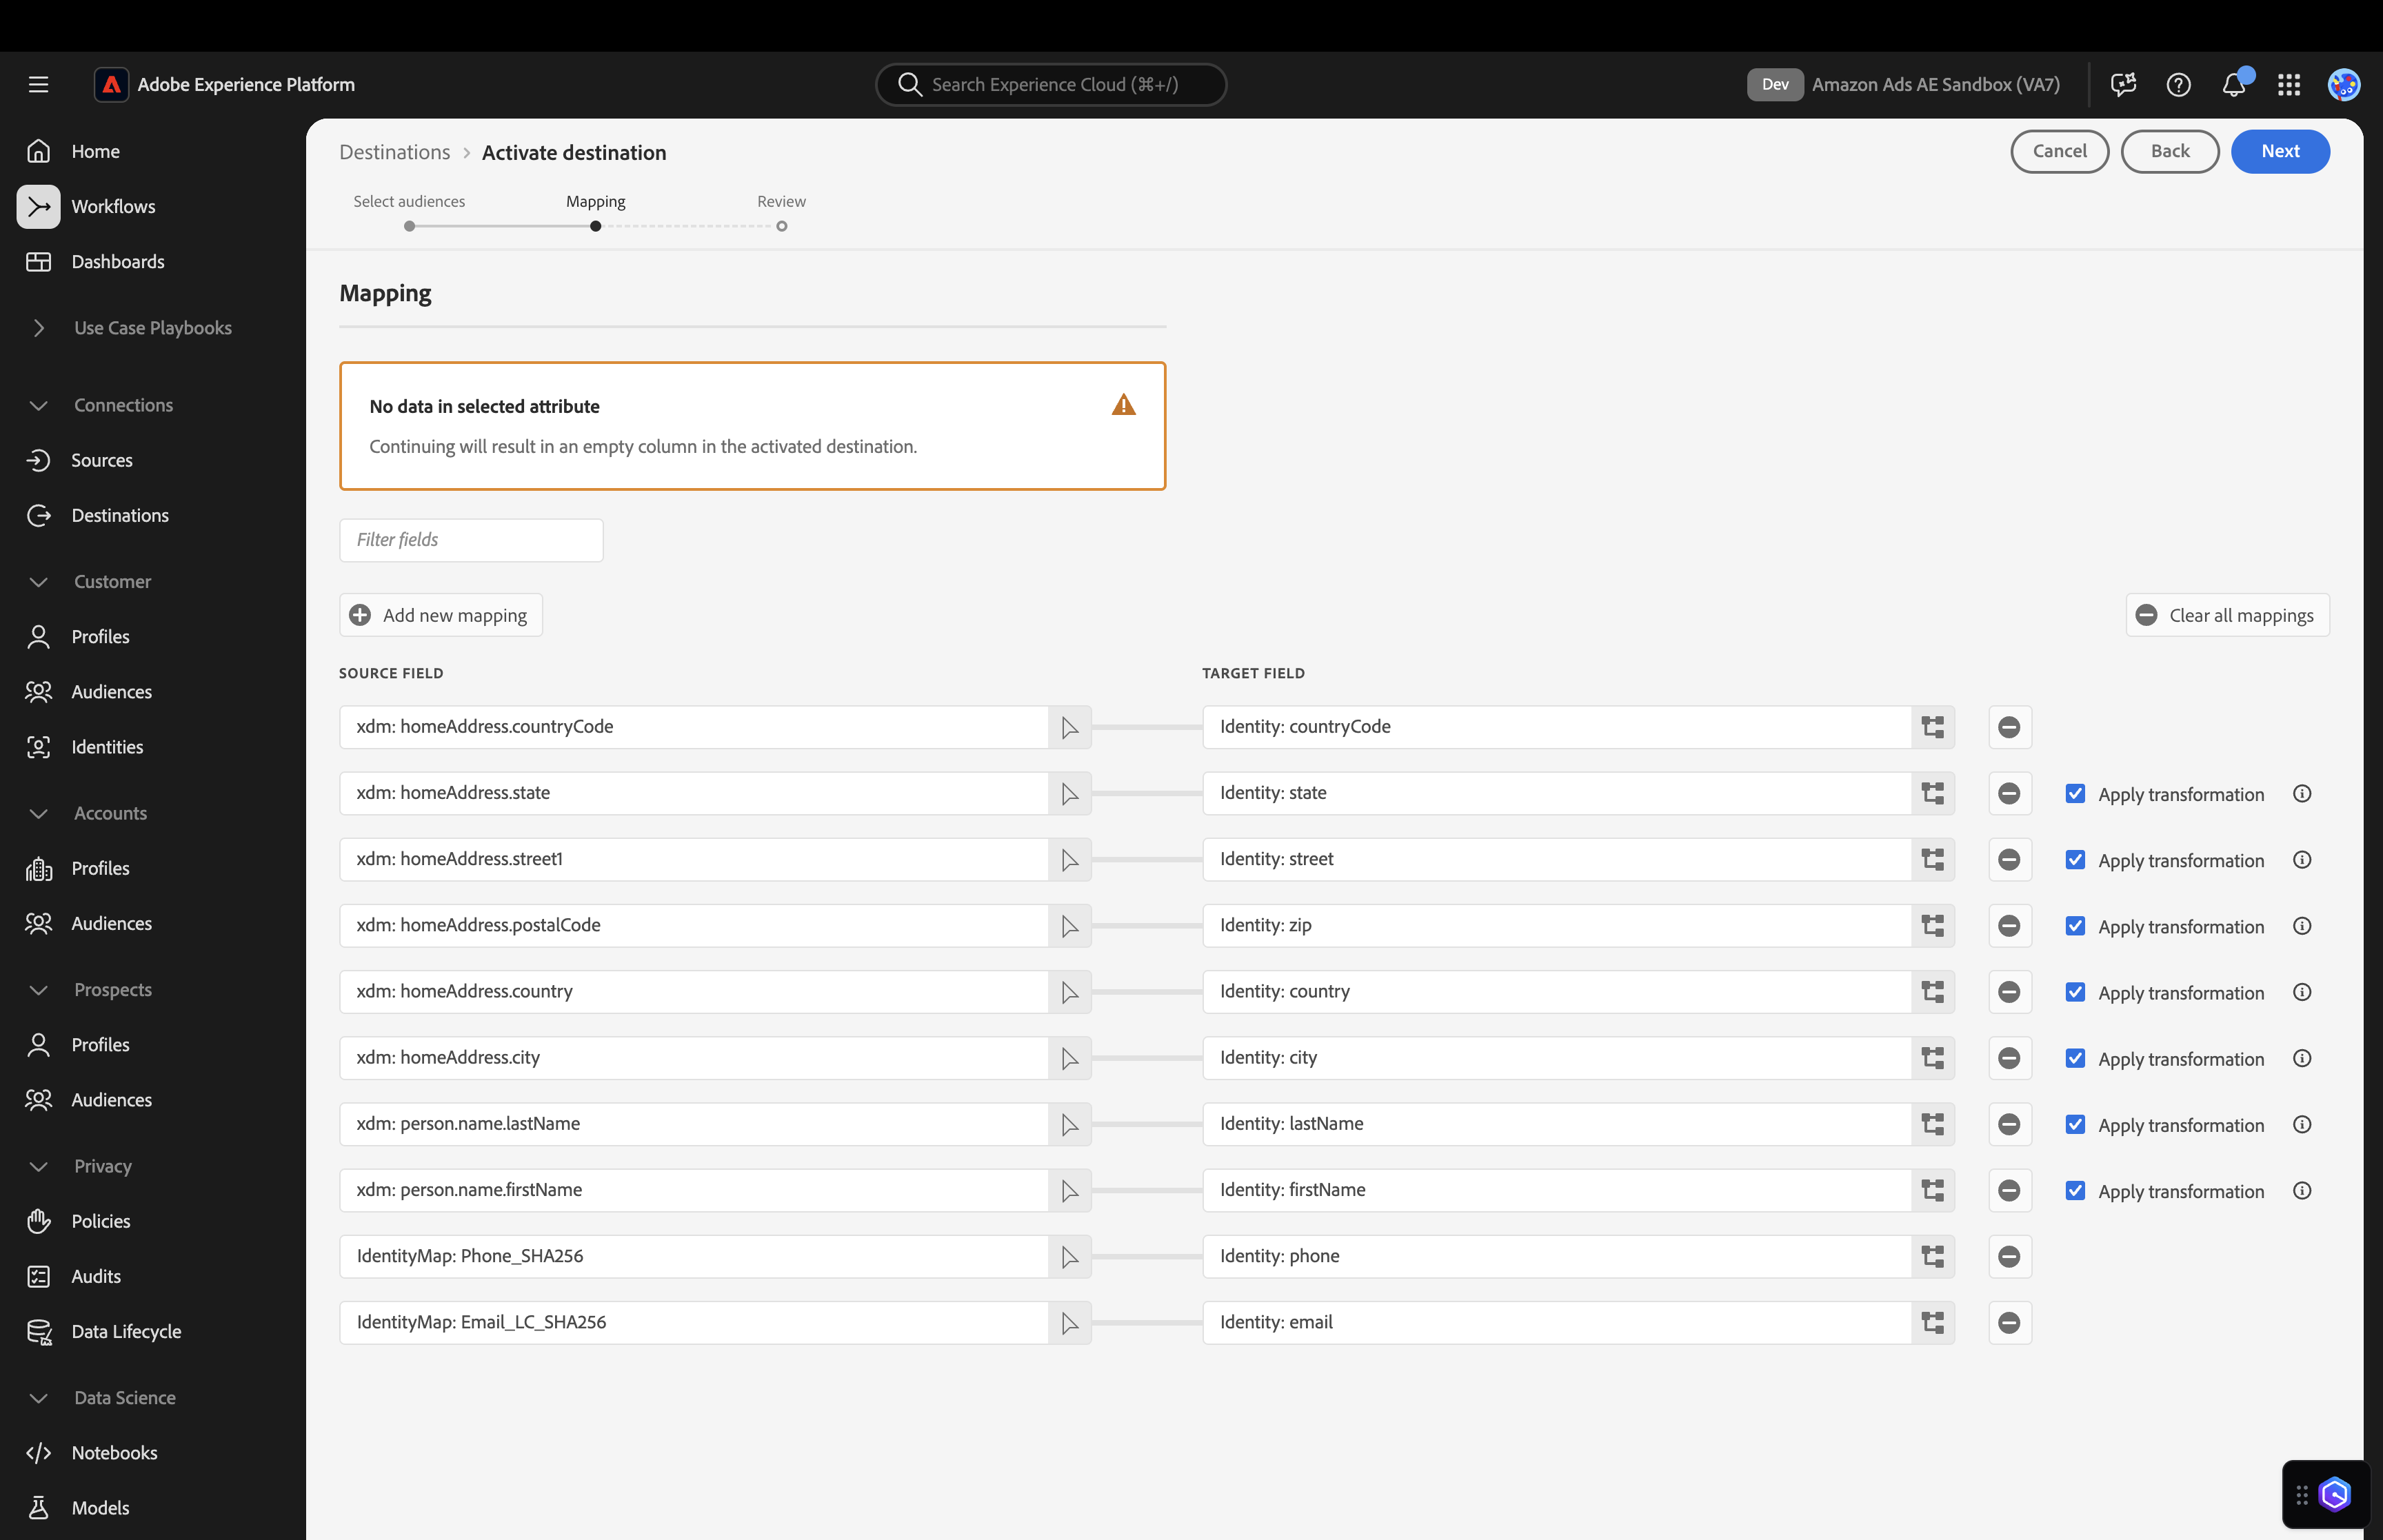 Adobe Experience Platform
Search Experience Cloud (⌘+/)
Dev
Amazon Ads AE Sandbox (VA7)
Home
Workflows
Dashboards
Use Case Playbooks
Connections
Sources
Destinations
Customer
Profiles
Audiences
Identities
Accounts
Profiles
Audiences
Prospects
Profiles
Audiences
Privacy
Policies
Audits
Data Lifecycle
Data Science
Notebooks
Models
Destinations > Activate destination
Cancel
Back
Next
Select audiences
Mapping
Review
Mapping
No data in selected attribute
Continuing will result in an empty column in the activated destination.
Filter fields
Add new mapping
Clear all mappings
SOURCE FIELD
TARGET FIELD
xdm: homeAddress.countryCode
Identity: countryCode
xdm: homeAddress.state
Identity: state
Apply transformation
xdm: homeAddress.street1
Identity: street
Apply transformation
xdm: homeAddress.postalCode
Identity: zip
Apply transformation
xdm: homeAddress.country
Identity: country
Apply transformation
xdm: homeAddress.city
Identity: city
Apply transformation
xdm: person.name.lastName
Identity: lastName
Apply transformation
xdm: person.name.firstName
Identity: firstName
Apply transformation
IdentityMap: Phone_SHA256
Identity: phone
IdentityMap: Email_LC_SHA256
Identity: email